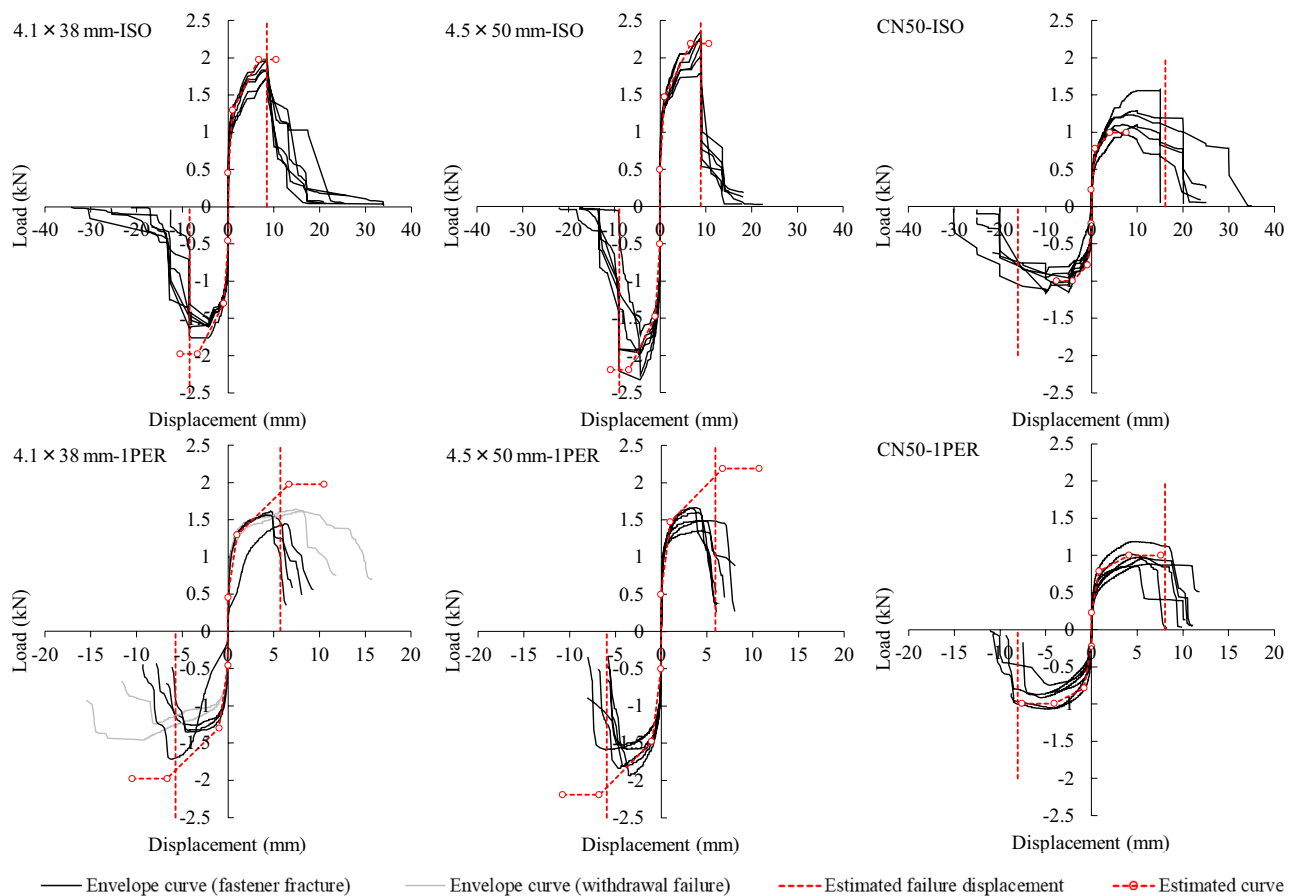 4.1 × 38 mm-ISO
2.5
2
1.5
1
0.5
0
-0.5
-1
-1.5
-2
-2.5
-40 -30 -20 -10 0 10 20 30 40
Load (kN)
Displacement (mm)
4.5 × 50 mm-ISO
2.5
2
1.5
1
0.5
0
-0.5
-1
-1.5
-2
-2.5
-40 -30 -20 -10 0 10 20 30 40
Load (kN)
Displacement (mm)
CN50-ISO
2.5
2
1.5
1
0.5
0
-0.5
-1
-1.5
-2
-2.5
-40 -30 -20 -10 0 10 20 30 40
Load (kN)
Displacement (mm)
4.1 × 38 mm-1PER
2.5
2
1.5
1
0.5
0
-0.5
-1
-1.5
-2
-2.5
-20 -15 -10 -5 0 5 10 15 20
Load (kN)
Displacement (mm)
4.5 × 50 mm-1PER
2.5
2
1.5
1
0.5
0
-0.5
-1
-1.5
-2
-2.5
-20 -15 -10 -5 0 5 10 15 20
Load (kN)
Displacement (mm)
CN50-1PER
2.5
2
1.5
1
0.5
0
-0.5
-1
-1.5
-2
-2.5
-20 -15 -10 -5 0 5 10 15 20
Load (kN)
Displacement (mm)
Envelope curve (fastener fracture) Envelope curve (withdrawal failure) Estimated failure displacement Estimated curve